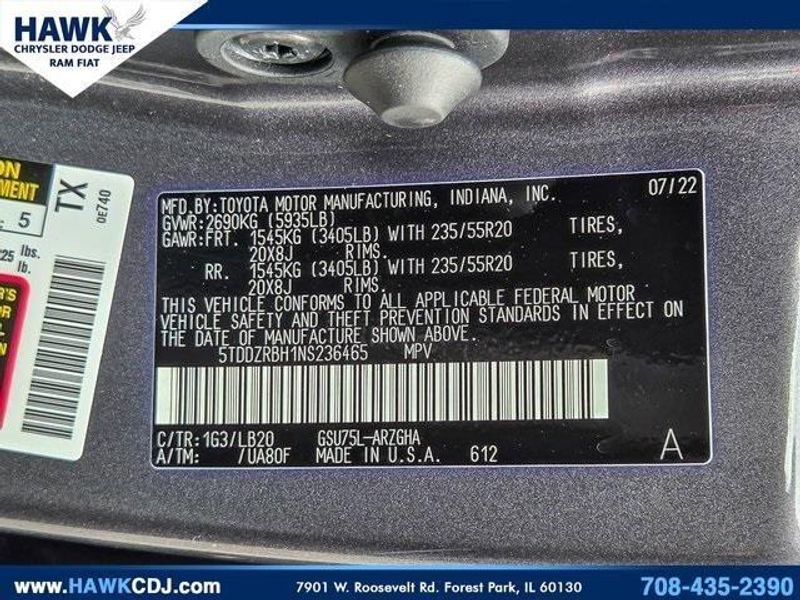 HAWK
CHRYSLER DODGE JEEP
RAM FIAT
TX
0E740
5
lbs.
lb.
MFD.BY:TOYOTA MOTOR MANUFACTURING, INDIANA, INC. 07/22
GVWR:2690KG (5935LB)
GAWR:FRT. 1545KG (3405LB) WITH 235/55R20 TIRES,
20X8J RIMS.
RR. 1545KG (3405LB) WITH 235/55R20 TIRES,
20X8J RIMS.
THIS VEHICLE CONFORMS TO ALL APPLICABLE FEDERAL MOTOR
VEHICLE SAFETY AND THEFT PREVENTION STANDARDS IN EFFECT ON
THE DATE OF MANUFACTURE SHOWN ABOVE.
5TDDZRBH1NS236465 MPV
C/TR:1G3/LB20 GSU75L-ARZGHA
A/TM: /UA80F MADE IN U.S.A. 612 A
www.HAWKCDJ.com 7901 W. Roosevelt Rd. Forest Park, IL 60130 708-435-2390